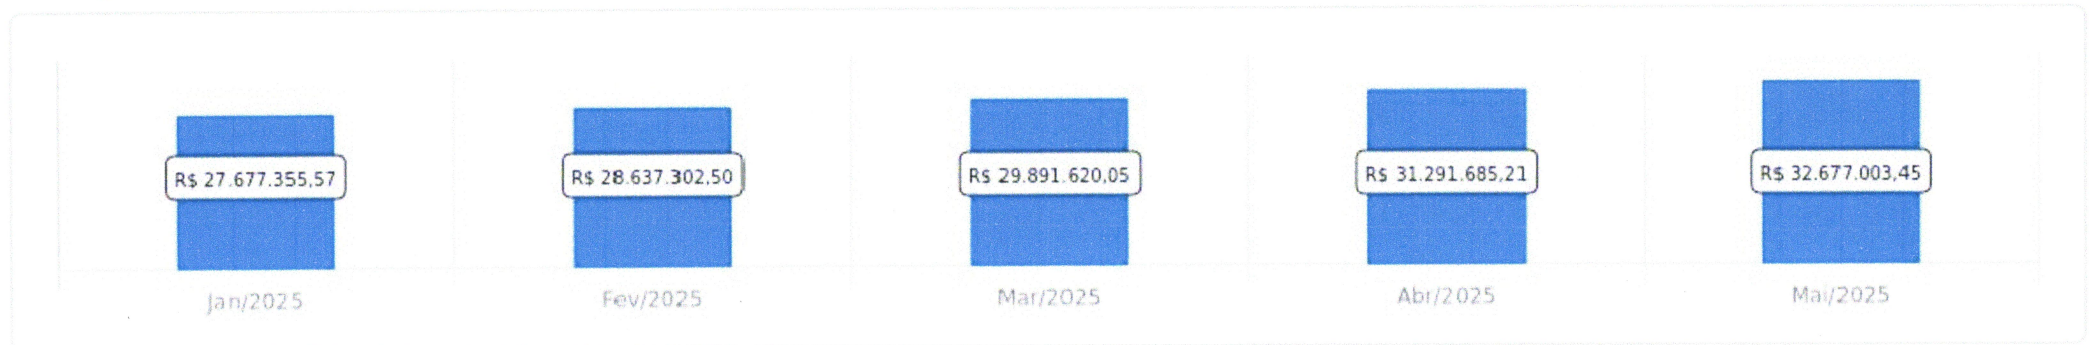 R$ 27.677.355,57
R$ 28.637.302,50
R$ 29.891.620,05
R$ 31.291.685,21
R$ 32.677.003,45
Jan/2025
Fev/2025
Mar/2025
Abr/2025
Mai/2025